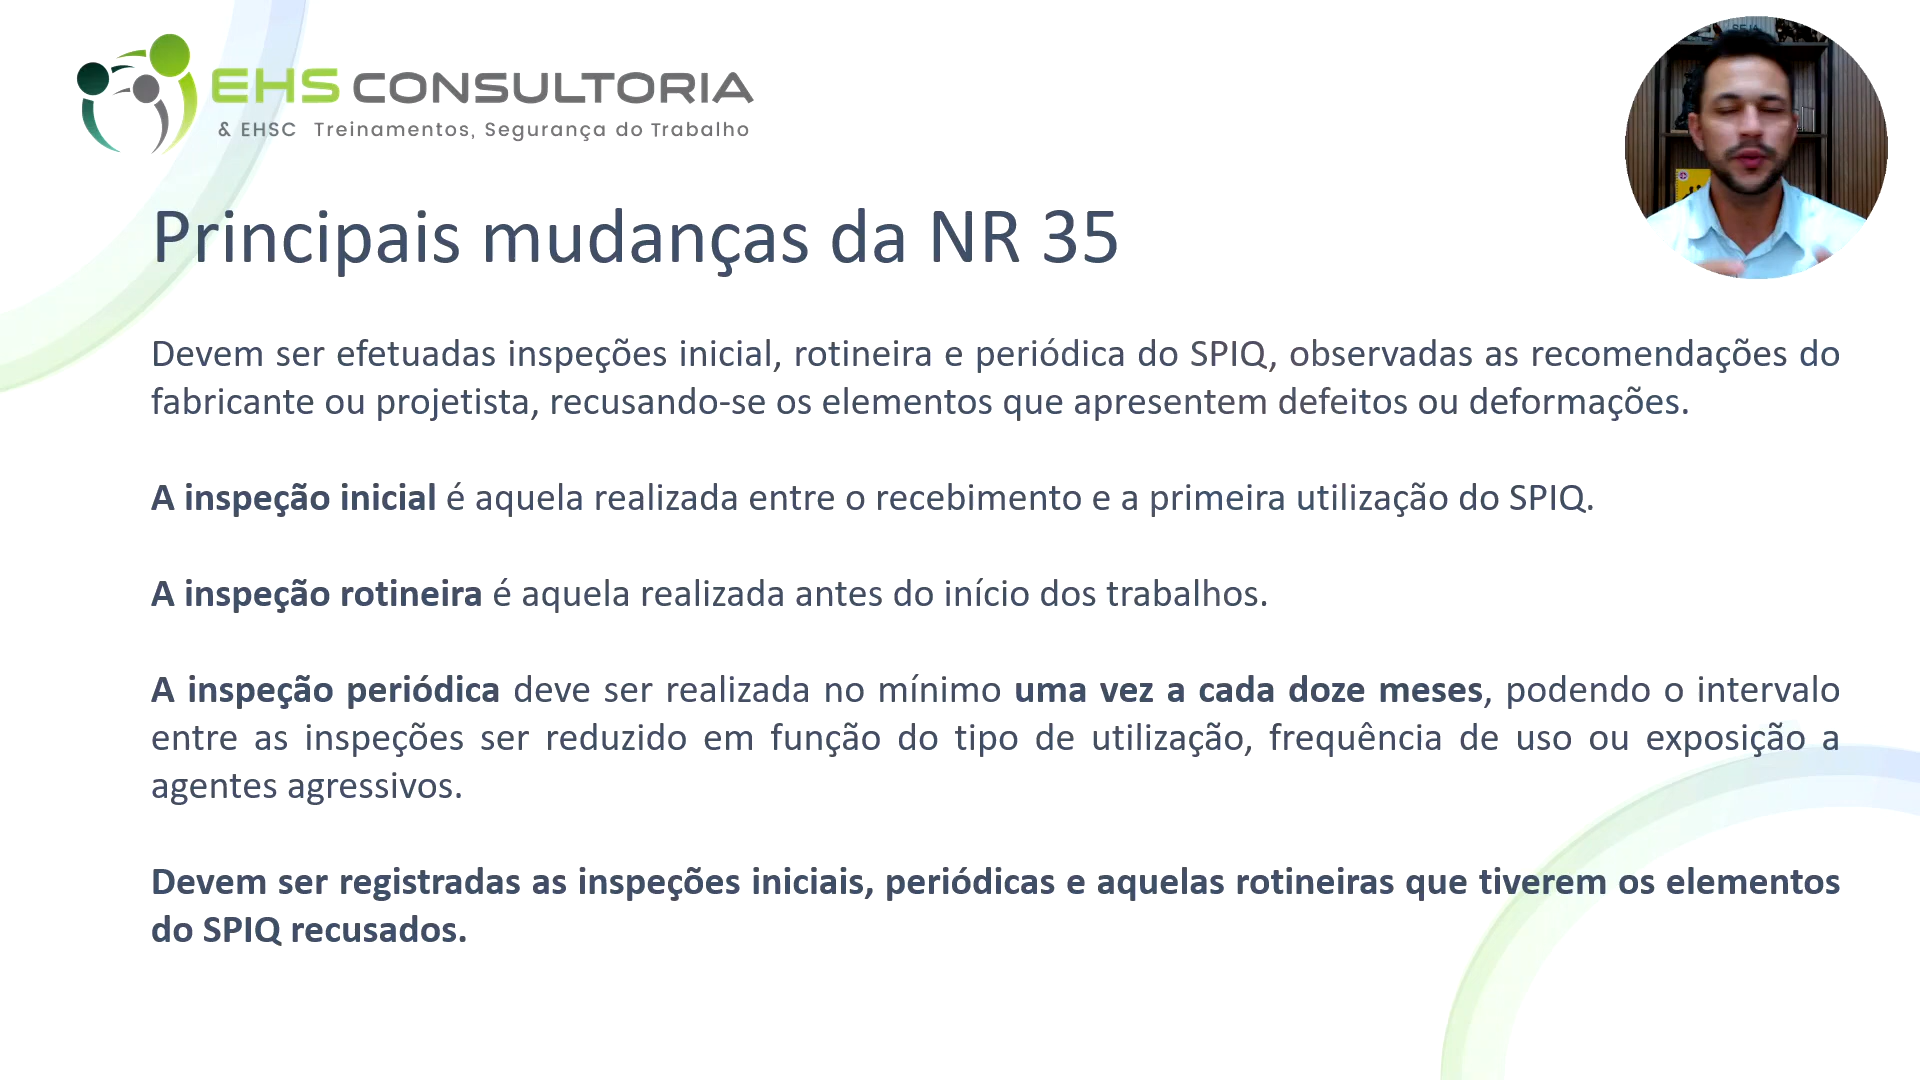 EHS CONSULTORIA
& EHSC Treinamentos, Segurança do Trabalho
SEJA
Principais mudanças da NR 35
Devem ser efetuadas inspeções inicial, rotineira e periódica do SPIQ, observadas as recomendações do
fabricante ou projetista, recusando-se os elementos que apresentem defeitos ou deformações.
A inspeção inicial é aquela realizada entre o recebimento e a primeira utilização do SPIQ.
A inspeção rotineira é aquela realizada antes do início dos trabalhos.
A inspeção periódica deve ser realizada no mínimo uma vez a cada doze meses, podendo o intervalo
entre as inspeções ser reduzido em função do tipo de utilização, frequência de uso ou exposição a
agentes agressivos.
Devem ser registradas as inspeções iniciais, periódicas e aquelas rotineiras que tiverem os elementos
do SPIQ recusados.